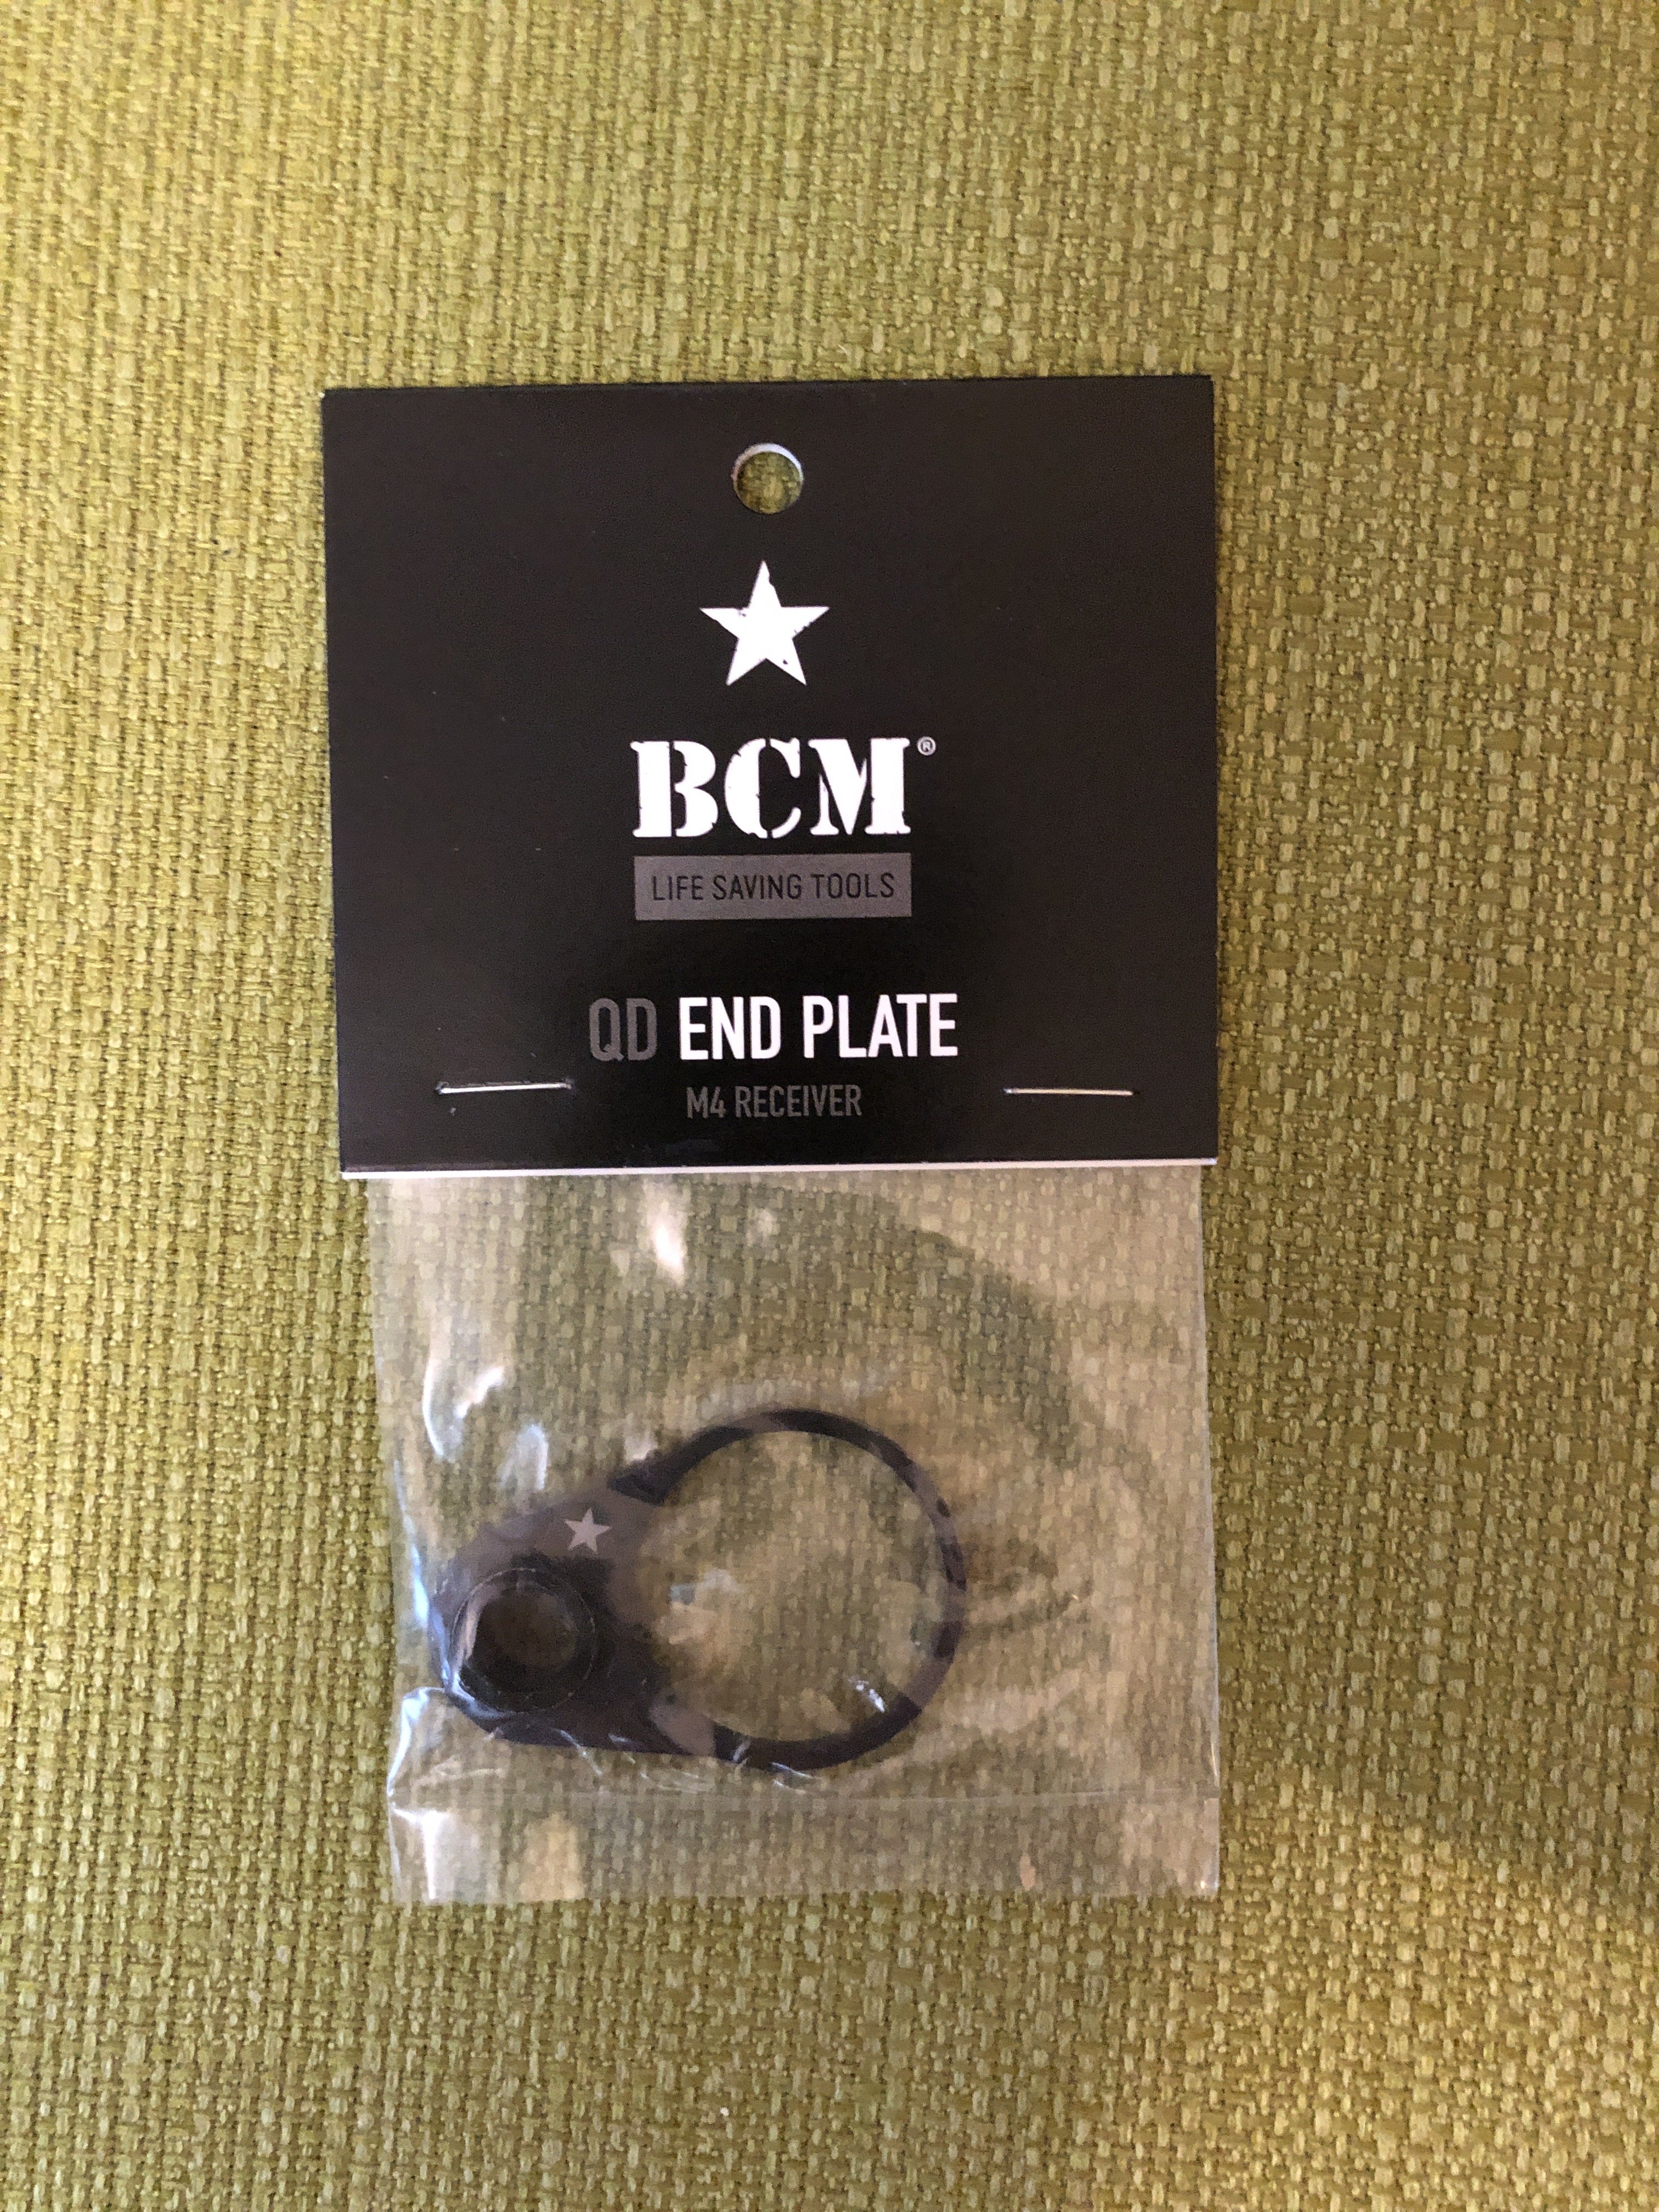 BCM®
LIFE SAVING TOOLS
QD END PLATE
M4 RECEIVER